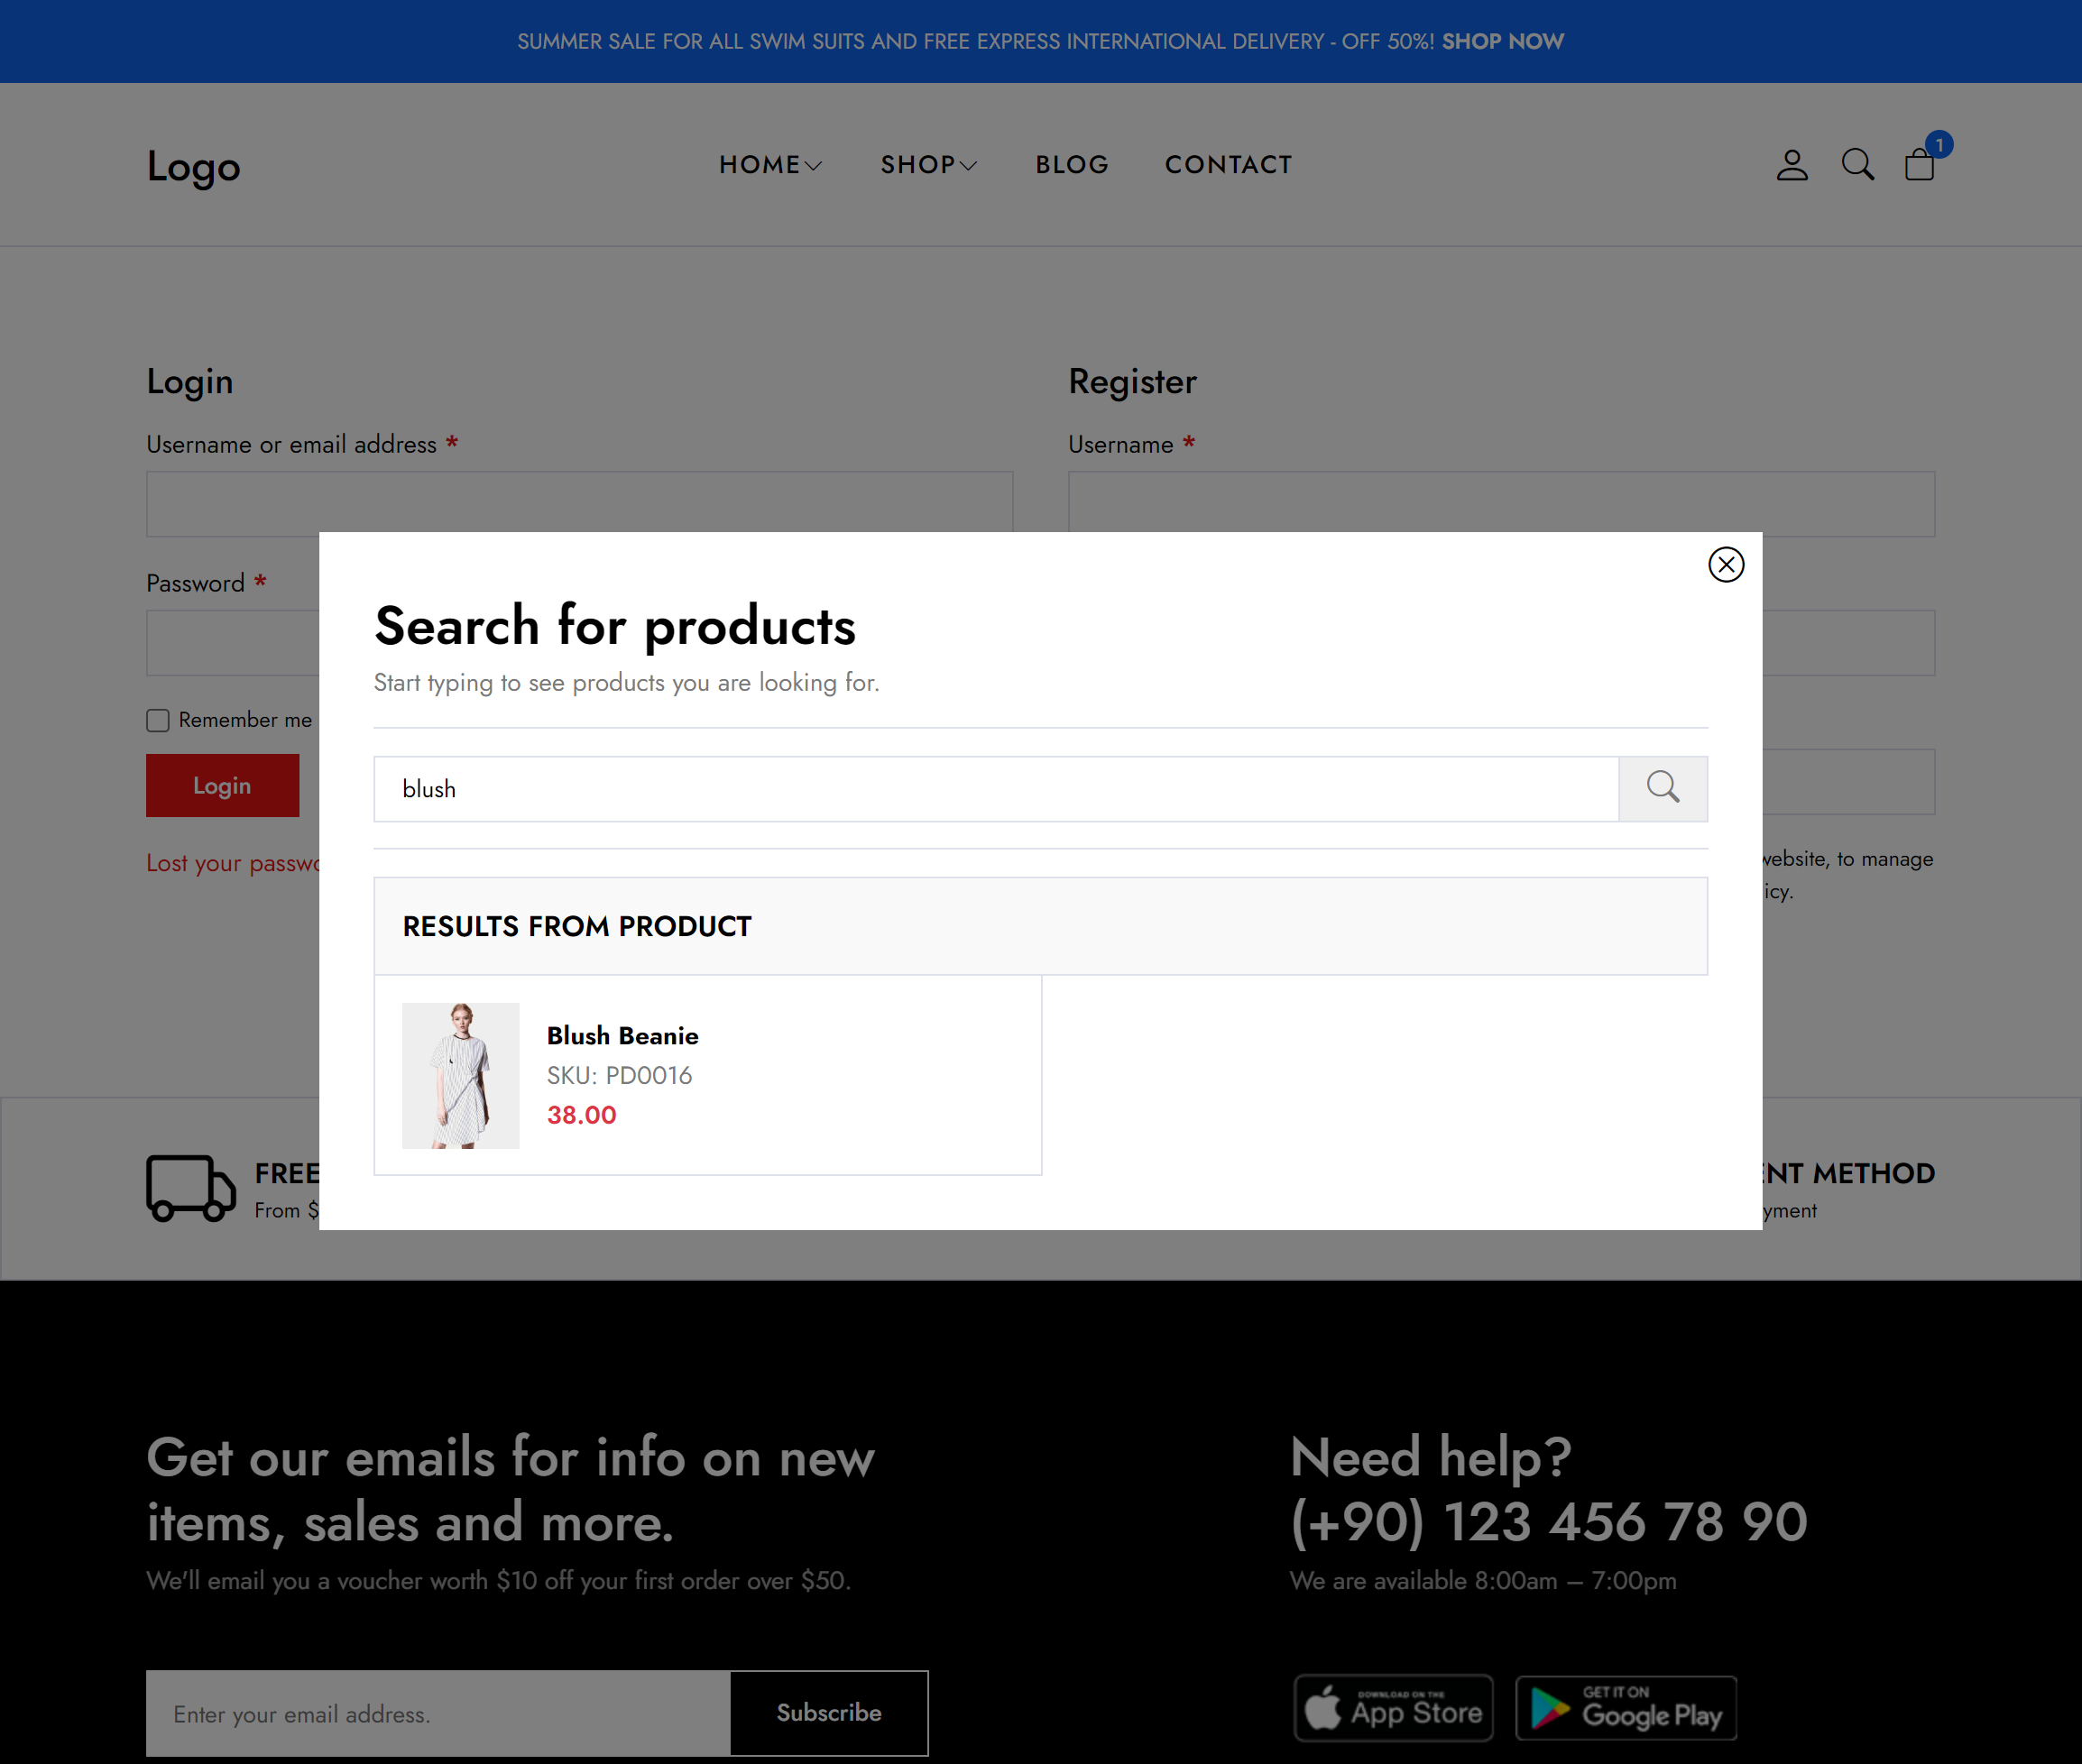 SUMMER SALE FOR ALL SWIM SUITS AND FREE EXPRESS INTERNATIONAL DELIVERY - OFF 50%! SHOP NOW
Logo
HOME
SHOP
BLOG
CONTACT
1
Login
Username or email address *
Password *
Remember me
Login
Lost your
Register
Username *
website, to manage
Search for products
Start typing to see products you are looking for.
blush
RESULTS FROM PRODUCT
Blush Beanie
SKU: PD0016
38.00
FREE
From $
METHOD
Get our emails for info on new
items, sales and more.
We'll email you a voucher worth $10 off your first order over $50.
Enter your email address.
Subscribe
Need help?
(+90) 123 456 78 90
We are available 8:00am – 7:00pm
DOWNLOAD ON THE
App Store
GET IT ON
Google Play